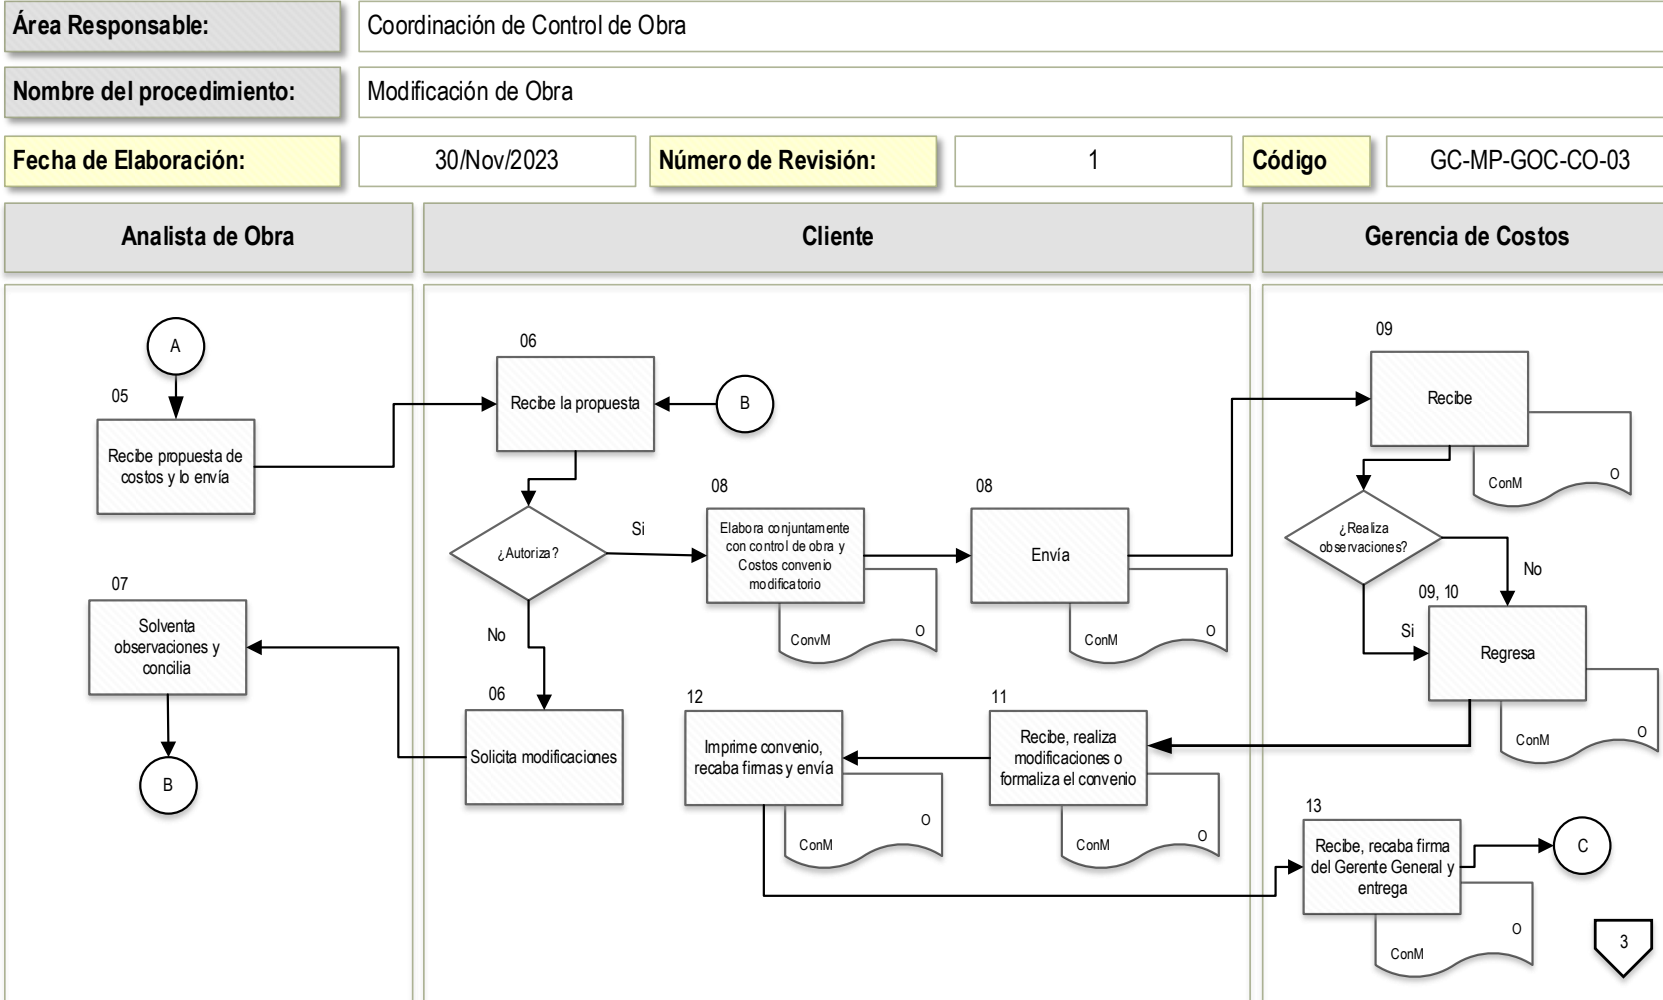 Área Responsable:
Coordinación de Control de Obra
Nombre del procedimiento:
Modificación de Obra
Fecha de Elaboración:
30/Nov/2023
Número de Revisión:
1
Código
GC-MP-GOC-CO-03
Analista de Obra
Cliente
Gerencia de Costos
A
05
Recibe propuesta de
costos y lo envía
07
Solventa
observaciones y
concilia
B
06
Recibe la propuesta
B
¿Autoriza?
Si
No
06
Solicita modificaciones
08
Elabora conjuntamente
con control de obra y
Costos convenio
modificatorio
ConvM
O
08
Envía
ConM
O
12
Imprime convenio,
recaba firmas y envía
ConM
O
11
Recibe, realiza
modificaciones o
formaliza el convenio
ConM
O
09
Recibe
ConM
O
¿Realiza
observaciones?
No
Si
09, 10
Regresa
ConM
O
13
Recibe, recaba firma
del Gerente General y
entrega
ConM
O
C
3